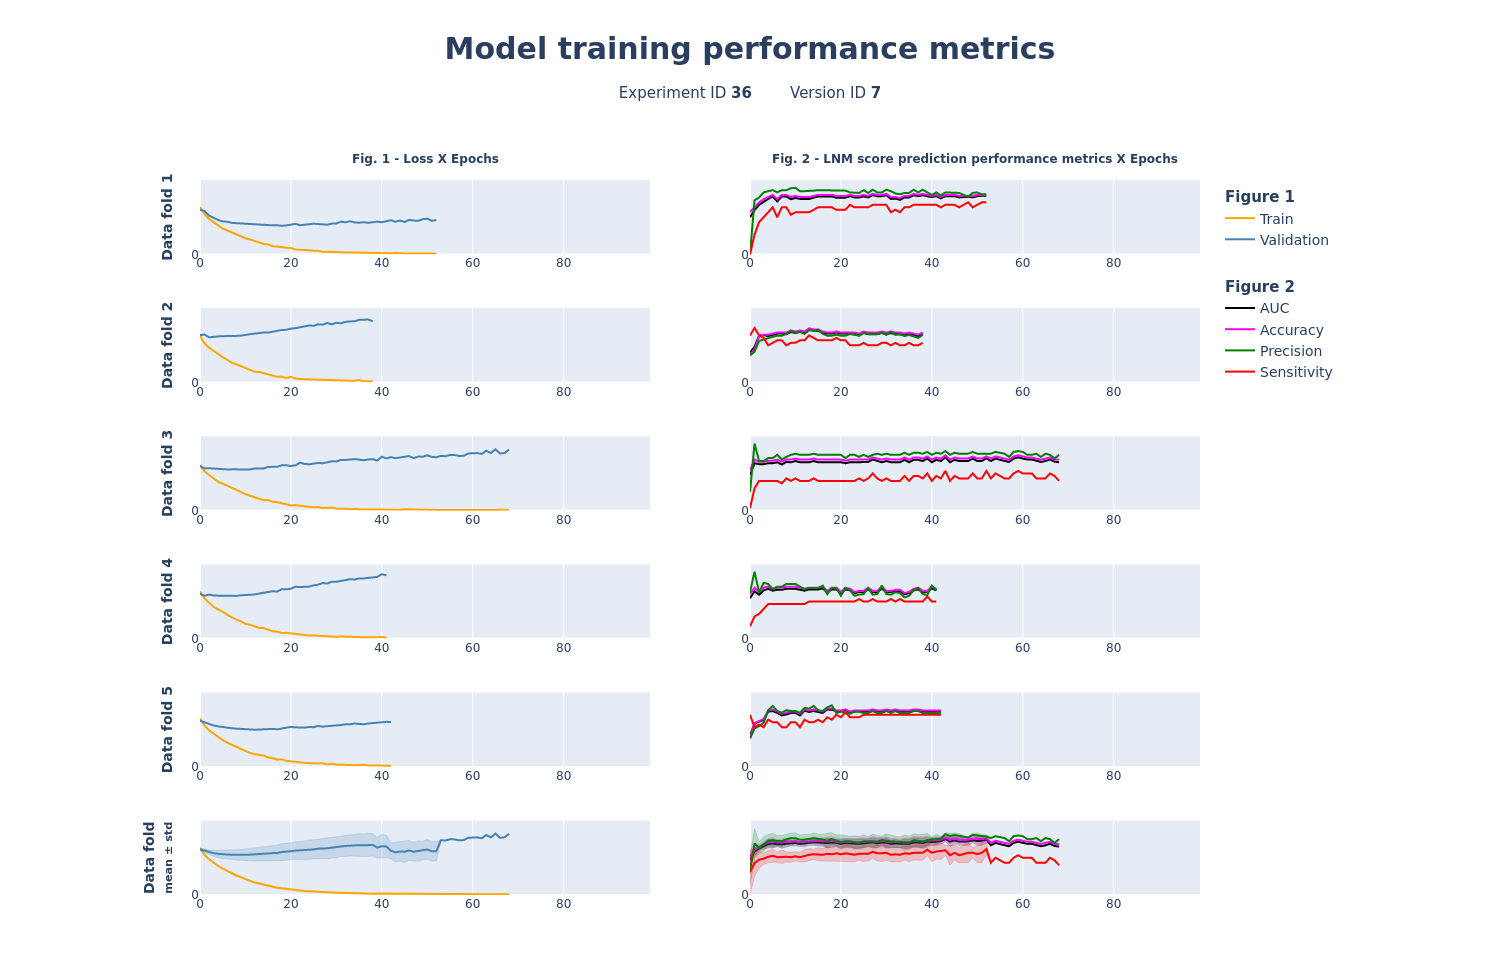 Model training performance metrics
Experiment ID 36 Version ID 7
Fig. 1 - Loss X Epochs
Fig. 2 - LNM score prediction performance metrics X Epochs
Data fold 1
0
0 20 40 60 80
0
0 20 40 60 80
Data fold 2
0
0 20 40 60 80
0
0 20 40 60 80
Data fold 3
0
0 20 40 60 80
0
0 20 40 60 80
Data fold 4
0
0 20 40 60 80
0
0 20 40 60 80
Data fold 5
0
0 20 40 60 80
0
0 20 40 60 80
Data fold
mean ± std
0
0 20 40 60 80
0
0 20 40 60 80
Figure 1
Train
Validation
Figure 2
AUC
Accuracy
Precision
Sensitivity